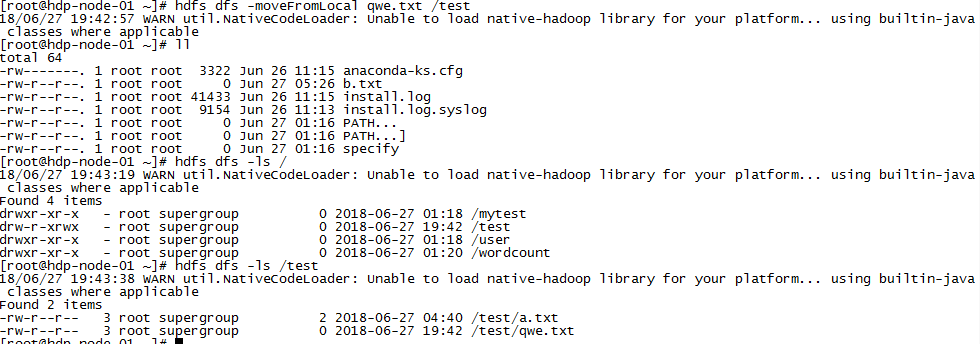 [root@hdp-node-01 ~]# hdfs dfs -moveFromLocal qwe.txt /test
18/06/27 19:42:57 WARN util.NativeCodeLoader: Unable to load native-hadoop library for your platform... using builtin-java
 classes where applicable
[root@hdp-node-01 ~]# ll
total 64
-rw-------. 1 root root  3322 Jun 26 11:15 anaconda-ks.cfg
-rw-r--r--. 1 root root     0 Jun 27 05:26 b.txt
-rw-r--r--. 1 root root 41433 Jun 26 11:15 install.log
-rw-r--r--. 1 root root  9154 Jun 26 11:13 install.log.syslog
-rw-r--r--. 1 root root     0 Jun 27 01:16 PATH...
-rw-r--r--. 1 root root     0 Jun 27 01:16 PATH...]
-rw-r--r--. 1 root root     0 Jun 27 01:16 specify
[root@hdp-node-01 ~]# hdfs dfs -ls /
18/06/27 19:43:19 WARN util.NativeCodeLoader: Unable to load native-hadoop library for your platform... using builtin-java
 classes where applicable
Found 4 items
drwxr-xr-x   - root supergroup          0 2018-06-27 01:18 /mytest
drw-r-xrwx   - root supergroup          0 2018-06-27 19:42 /test
drwxr-xr-x   - root supergroup          0 2018-06-27 01:18 /user
drwxr-xr-x   - root supergroup          0 2018-06-27 01:20 /wordcount
[root@hdp-node-01 ~]# hdfs dfs -ls /test
18/06/27 19:43:38 WARN util.NativeCodeLoader: Unable to load native-hadoop library for your platform... using builtin-java
 classes where applicable
Found 2 items
-rw-r--r--   3 root supergroup          2 2018-06-27 04:40 /test/a.txt
-rw-r--r--   3 root supergroup          0 2018-06-27 19:42 /test/qwe.txt
[root@hdp-node-01 ~]#